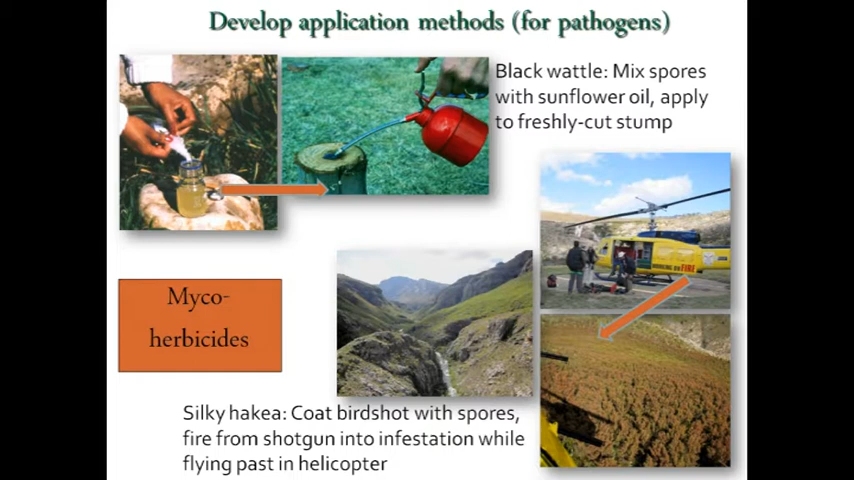 Develop application methods (for pathogens)
Black wattle: Mix spores
with sunflower oil, apply
to freshly-cut stump
Myco-
herbicides
FIRE
Silky hakea: Coat birdshot with spores,
fire from shotgun into infestation while
flying past in helicopter